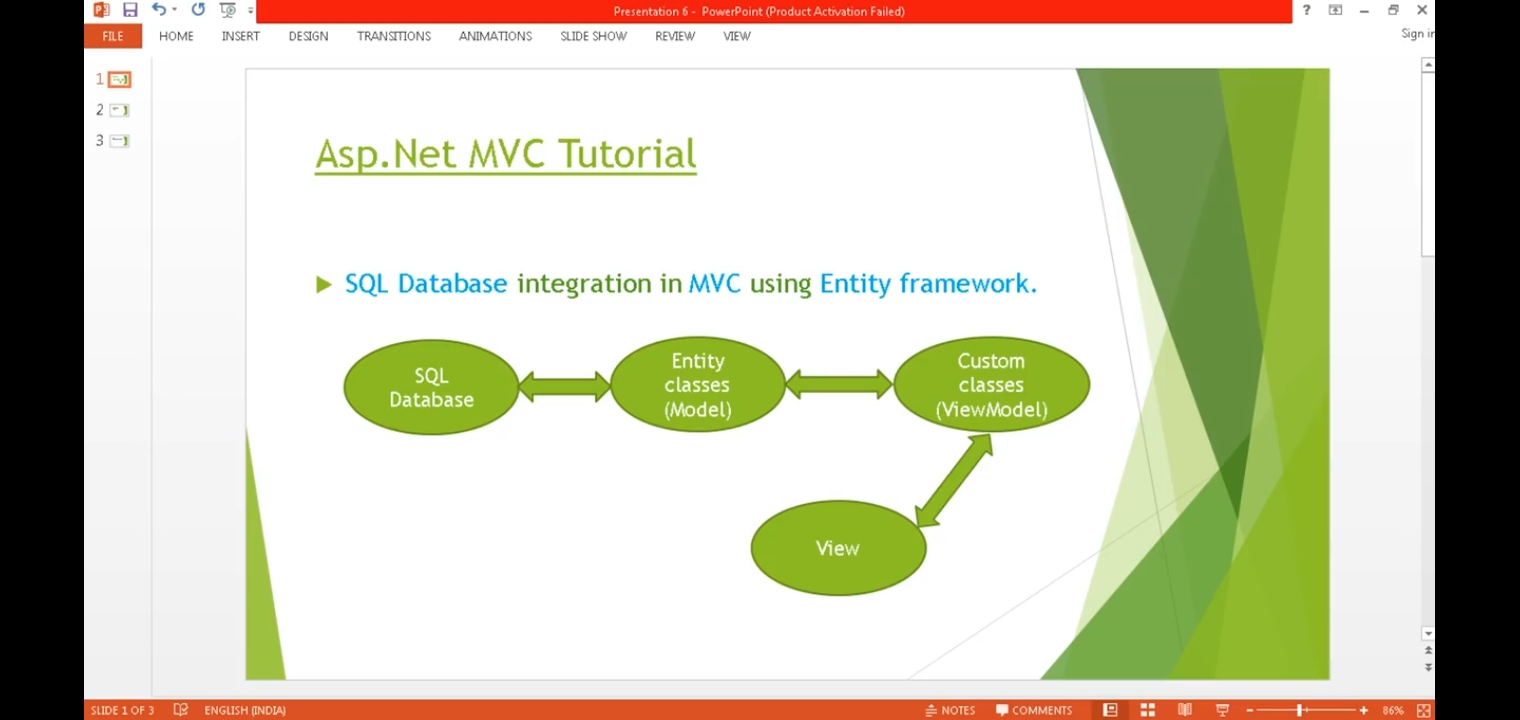 Presentation 6 - PowerPoint (Product Activation Failed)
?
FILE HOME INSERT DESIGN TRANSITIONS ANIMATIONS SLIDE SHOW REVIEW VIEW
Sign in
1
2
3
Asp.Net MVC Tutorial
SQL Database integration in MVC using Entity framework.
SQL
Database
Entity
classes
(Model)
Custom
classes
(ViewModel)
View
SLIDE 1 OF 3 ENGLISH (INDIA) NOTES COMMENTS 86%